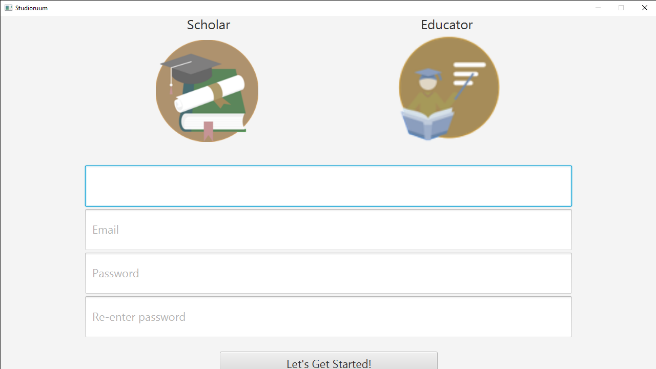 Studionium
Scholar
Educator
Email
Password
Re-enter password
Let's Get Started!